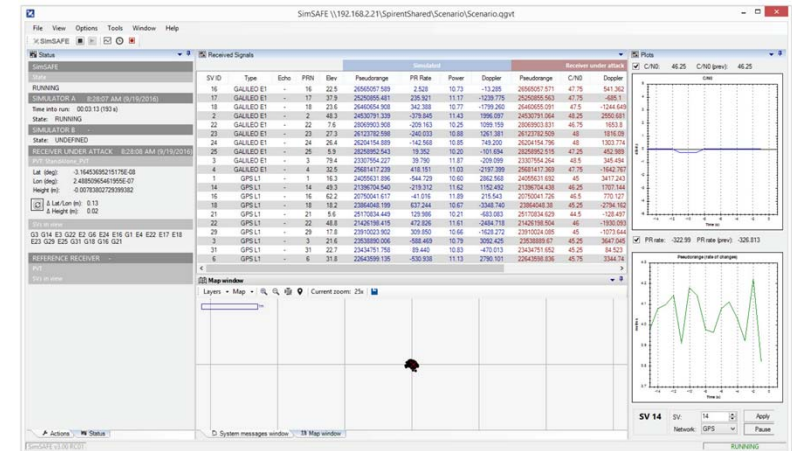 SimSAFE \\192.168.2.21\SpirentShared\Scenario\Scenario.qgvt
File View Options Tools Window Help
SimSAFE
Status
SimSAFE
State
RUNNING
SIMULATOR A - 8:28:07 AM (9/19/2016)
Time into run: 00:03:13 (193 s)
State: RUNNING
SIMULATOR B -
State: UNDEFINED
RECEIVER UNDER ATTACK - 8:28:08 AM (9/19/2016)
PVT: Standalone_PVT
Lat (deg): -3.16453695215175E-08
Lon (deg): 2.48850965461955E-07
Height (m): -0.00783802729399382
Δ Lat/Lon (m): 0.13
Δ Height (m): 0.02
SVs in view
G3 G14 E3 G22 E2 G6 E24 E16 G1 E4 E22 E17 E18
E23 G29 E25 G31 G18 G16 G21
REFERENCE RECEIVER -
PVT
SVs in view
Actions Status
SimSAFE v3.00 RC01
Received Signals
Simulated Receiver under attack
SV ID Type Echo PRN Elev Pseudorange PR Rate Power Doppler Pseudorange C/N0 Doppler
16 GALILEO E1 - 16 22.5 26565057.589 2.528 10.73 -13.285 26565057.571 47.75 541.362
17 GALILEO E1 - 17 37.9 25250855.481 235.921 11.17 -1239.775 25250855.563 47.75 -685.1
18 GALILEO E1 - 18 23.6 26460654.908 342.388 10.77 -1799.260 26460655.091 47.5 -1244.649
2 GALILEO E1 - 2 48.3 24530791.339 -379.845 11.43 1996.097 24530791.064 48.25 2550.681
22 GALILEO E1 - 22 7.6 28069903.908 -209.163 10.25 1099.159 28069903.831 46.75 1653.8
23 GALILEO E1 - 23 27.3 26123782.598 -240.033 10.88 1261.381 26123782.509 48 1816.09
24 GALILEO E1 - 24 26.4 26204154.889 -142.568 10.85 749.200 26204154.796 48 1303.774
25 GALILEO E1 - 25 5.9 28258952.543 19.352 10.20 -101.694 28258952.515 47.25 452.989
3 GALILEO E1 - 3 79.4 23307554.227 39.790 11.87 -209.099 23307554.264 48.5 345.494
4 GALILEO E1 - 4 32.5 25681417.239 418.151 11.03 -2197.399 25681417.369 47.75 -1642.767
1 GPS L1 - 1 16.3 24055631.896 -544.729 10.60 2862.568 24055631.692 45 3417.243
14 GPS L1 - 14 49.3 21396704.540 -219.312 11.62 1152.492 21396704.438 46.25 1707.144
16 GPS L1 - 16 62.2 20750041.617 -41.016 11.89 215.543 20750041.726 46.5 770.127
18 GPS L1 - 18 18.2 23864048.199 637.244 10.67 -3348.740 23864048.38 45.25 -2794.162
21 GPS L1 - 21 5.6 25170834.449 129.986 10.21 -683.083 25170834.629 44.5 -128.497
22 GPS L1 - 22 48.8 21426198.415 472.826 11.61 -2484.718 21426198.504 46 -1930.093
29 GPS L1 - 29 17.8 23910023.902 309.850 10.66 -1628.272 23910024.085 45 -1073.644
3 GPS L1 - 3 21.6 23538890.006 -588.469 10.79 3092.425 23538889.67 45.25 3647.045
31 GPS L1 - 31 22.7 23434751.758 -89.440 10.83 -470.013 23434751.652 45.25 84.523
6 GPS L1 - 6 31.8 22643599.135 -530.938 11.13 2790.101 22643598.836 45.75 3344.74
Map window
Layers Map Current zoom: 25x
System messages window Map window
Plots
C/N0: 46.25 C/N0 (prev): 46.25
C/N0
Time (s)
PR rate: -322.99 PR rate (prev): -326.813
Pseudorange (rate of changes)
Time (s)
SV 14 SV: 14 Apply
Network: GPS Pause
RUNNING